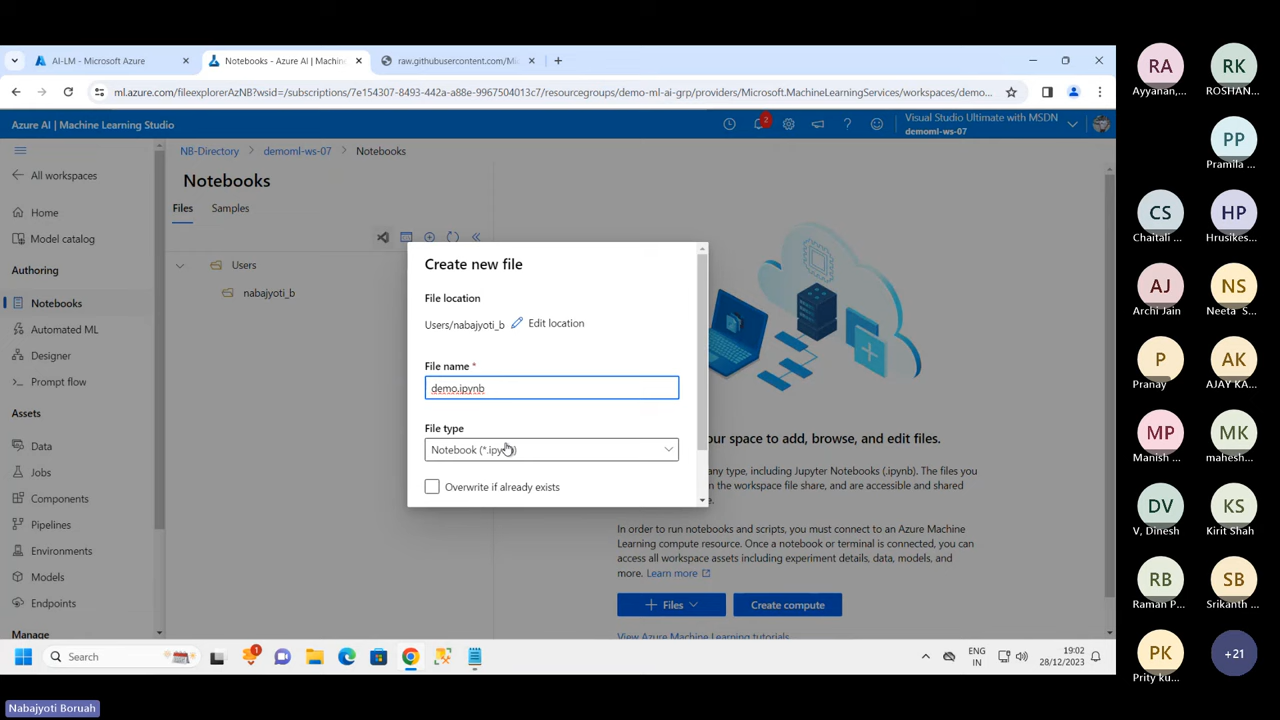 AI-LM - Microsoft Azure
Notebooks - Azure AI | Machine
raw.githubusercontent.com/Mi
ml.azure.com/fileexplorerAzNB?wsid=/subscriptions/7e154307-8493-442a-a88e-9967504013c7/resourcegroups/demo-ml-ai-grp/providers/Microsoft.MachineLearningServices/workspaces/demo...
Azure AI | Machine Learning Studio
2
Visual Studio Ultimate with MSDN
demoml-ws-07
NB-Directory
demoml-ws-07
Notebooks
All workspaces
Home
Model catalog
Authoring
Notebooks
Automated ML
Designer
Prompt flow
Assets
Data
Jobs
Components
Pipelines
Environments
Models
Endpoints
Manage
Notebooks
Files
Samples
Users
nabajyoti_b
Create new file
File location
Users/nabajyoti_b
Edit location
File name *
demo.ipynb
File type
Notebook (*.ipynb)
Overwrite if already exists
our space to add, browse, and edit files.
any type, including Jupyter Notebooks (.ipynb). The files you
in the workspace file share, and are accessible and shared
In order to run notebooks and scripts, you must connect to an Azure Machine
Learning compute resource. Once a notebook or terminal is connected, you can
access all workspace assets including experiment details, data, models, and
more. Learn more
+ Files
Create compute
View Azure Machine Learning tutorials
Search
1
ENG
IN
19:02
28/12/2023
Nabajyoti Boruah
RA
Ayyanan,...
RK
ROSHAN...
PP
Pramila ...
CS
Chaitali ...
HP
Hrusikes...
AJ
Archi Jain
NS
Neeta S...
P
Pranay
AK
AJAY KA...
MP
Manish ...
MK
mahesh...
DV
V, Dinesh
KS
Kirit Shah
RB
Raman P...
SB
Srikanth ...
PK
Prity ku...
+21